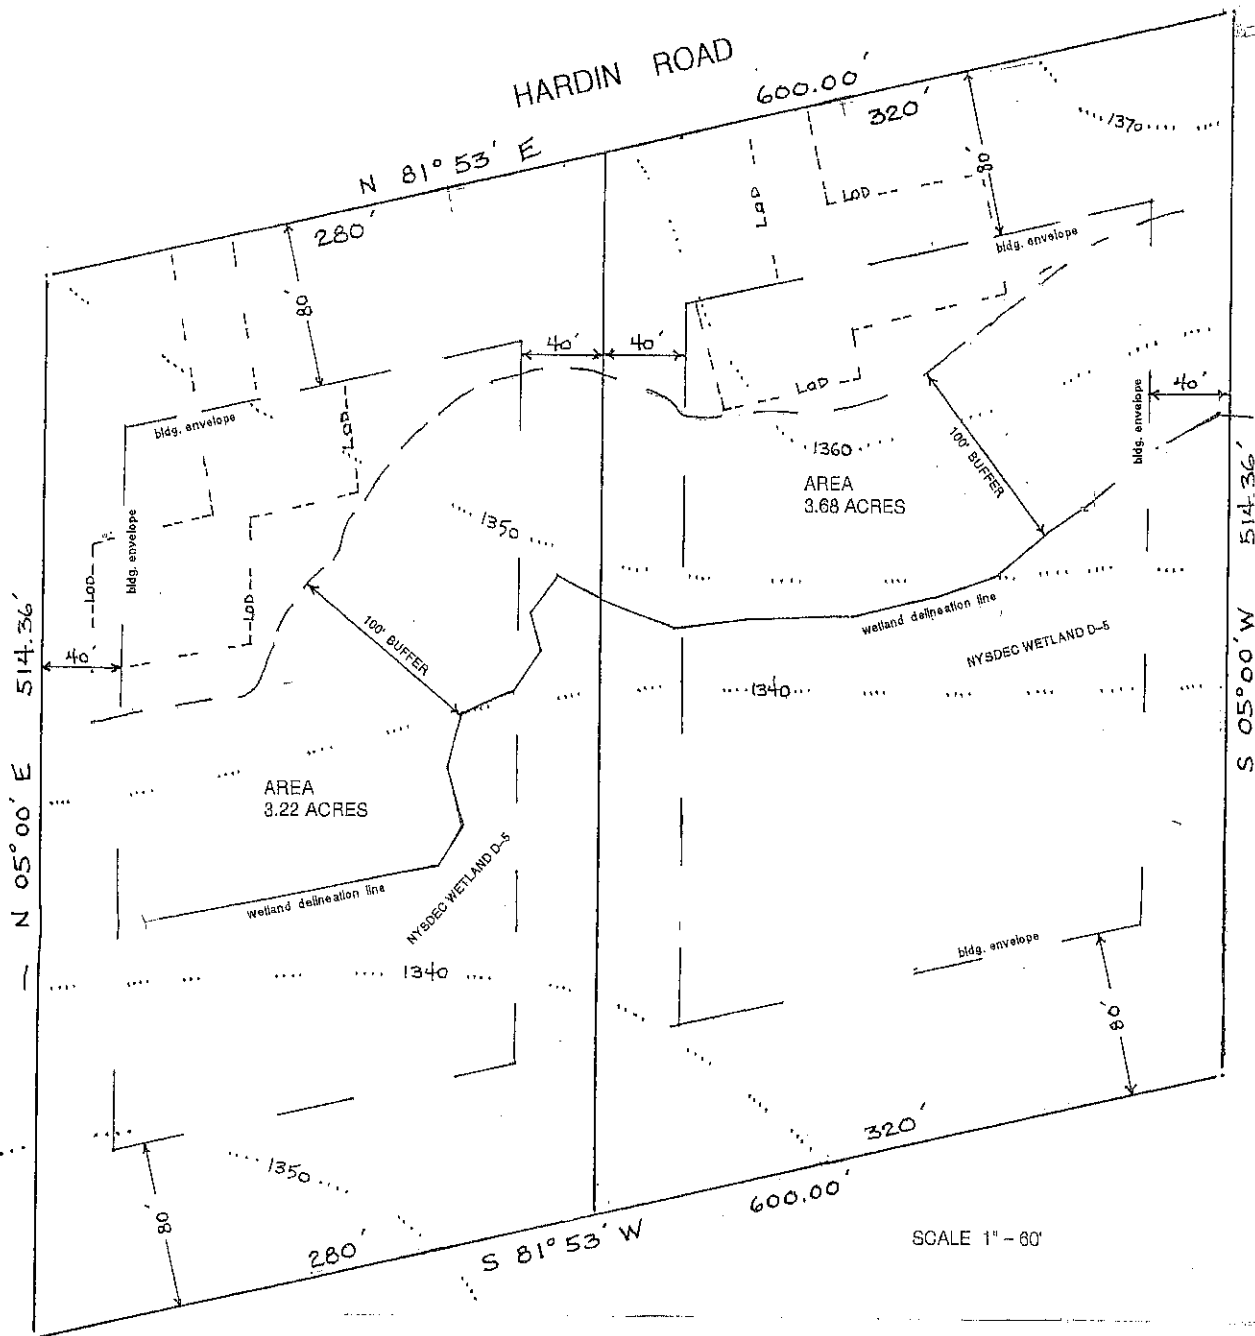 HARDIN ROAD
600.00'
320'
N 81° 53' E
280'
1370
80'
80'
LOD
LOD
bldg. envelope
40'
40'
LOD
40'
bldg. envelope
LOD
bldg. envelope
1360
100' BUFFER
AREA
3.68 ACRES
1350
bldg. envelope
LOD
LOD
100' BUFFER
wetland delineation line
NYSDEC WETLAND D-5
40'
1340
N 05° 00' E 514.36'
S 05° 00' W 514.36'
AREA
3.22 ACRES
wetland delineation line
NYSDEC WETLAND D-5
1340
bldg. envelope
80'
320'
1350
80'
600.00'
280'
S 81° 53' W
SCALE 1" - 60'